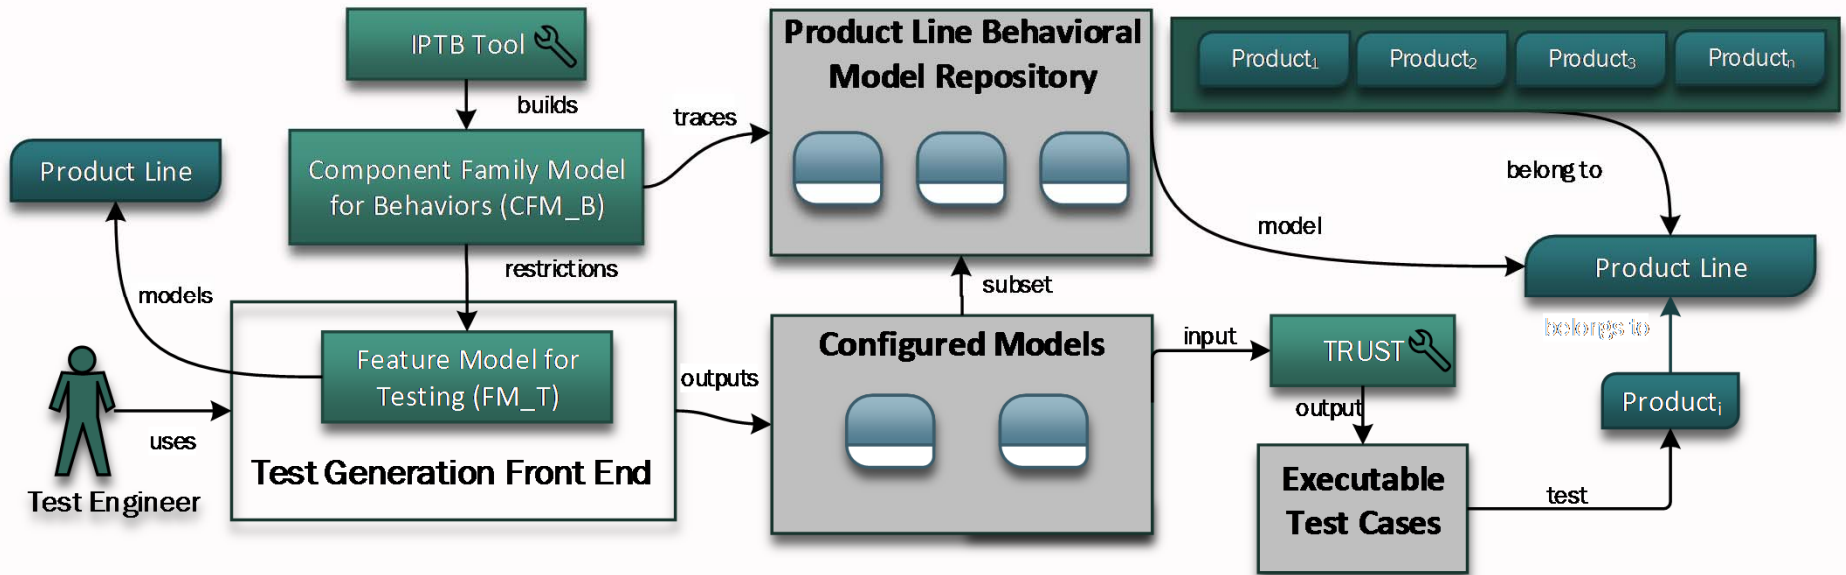 IPTB Tool
builds
Component Family Model
for Behaviors (CFM_B)
traces
restrictions
Product Line
models
Feature Model for
Testing (FM_T)
Test Generation Front End
uses
Test Engineer
outputs
Product Line Behavioral
Model Repository
subset
Configured Models
input
TRUST
output
Executable
Test Cases
test
Product₁
Product₂
Product₃
Productₙ
belong to
model
Product Line
belongs to
Productᵢ